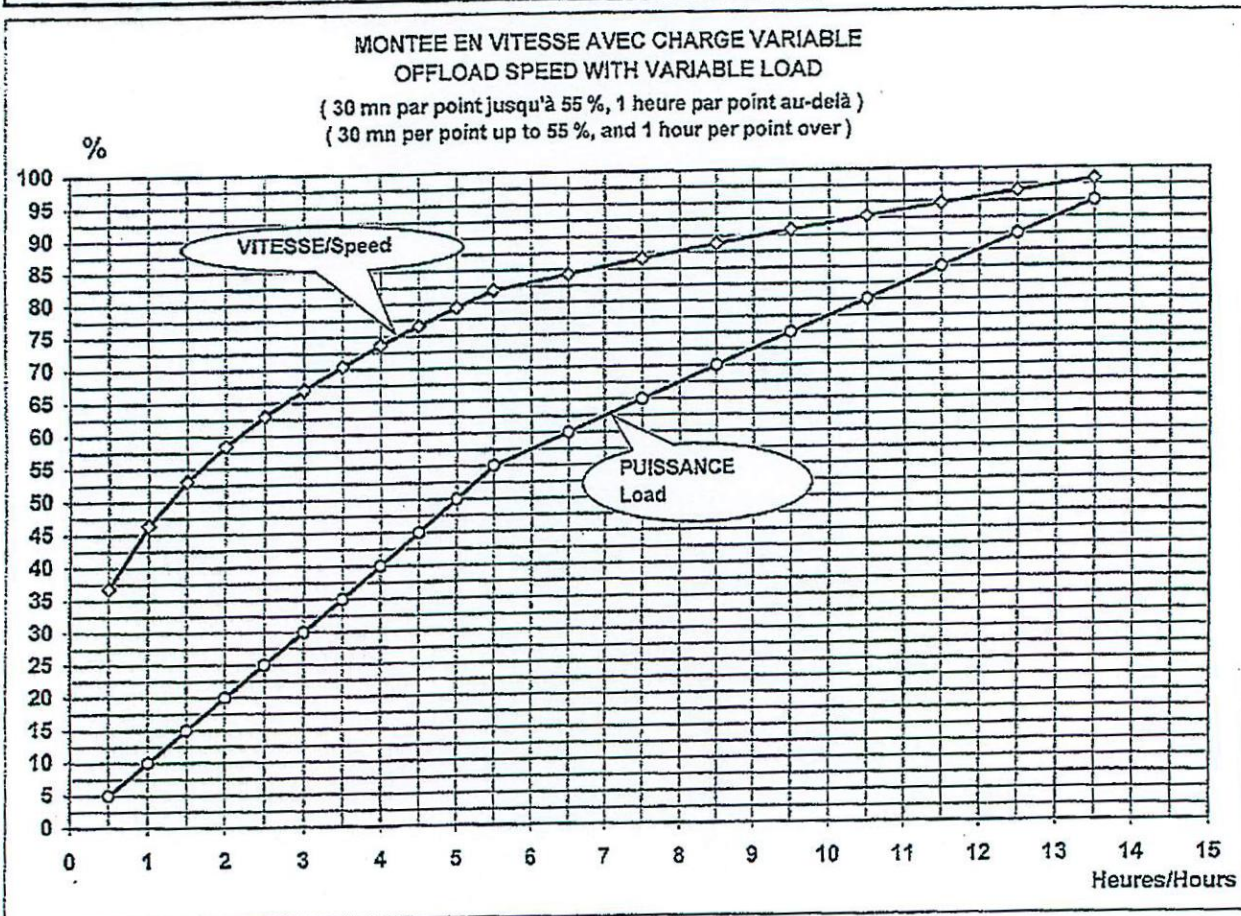 MONTEE EN VITESSE AVEC CHARGE VARIABLE
OFFLOAD SPEED WITH VARIABLE LOAD
( 30 mn par point jusqu'à 55 %, 1 heure par point au-delà )
( 30 mn per point up to 55 %, and 1 hour per point over )
%
100
95
90
85
80
75
70
65
60
55
50
45
40
35
30
25
20
15
10
5
0
VITESSE/Speed
PUISSANCE
Load
0 1 2 3 4 5 6 7 8 9 10 11 12 13 14 15
Heures/Hours